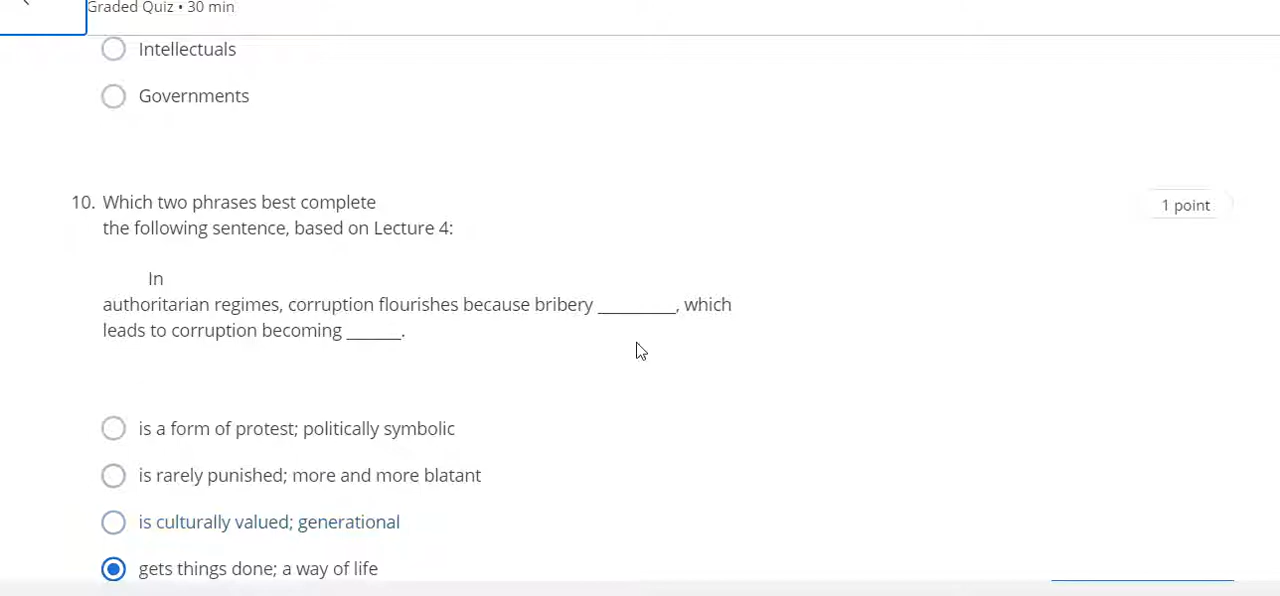 Graded Quiz • 30 min
Intellectuals
Governments
10. Which two phrases best complete
1 point
the following sentence, based on Lecture 4:
In
authoritarian regimes, corruption flourishes because bribery _________, which
leads to corruption becoming ______.
is a form of protest; politically symbolic
is rarely punished; more and more blatant
is culturally valued; generational
gets things done; a way of life